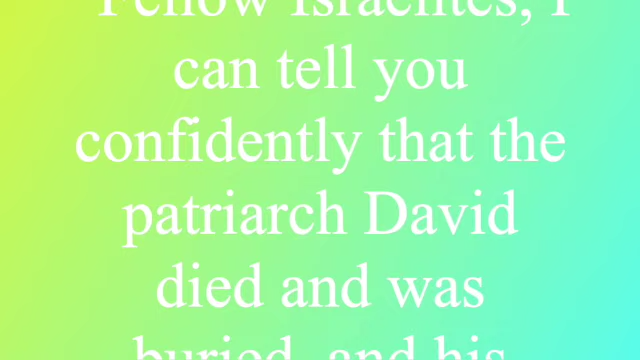 "Fellow Israelites, I
can tell you
confidently that the
patriarch David
died and was
buried, and his